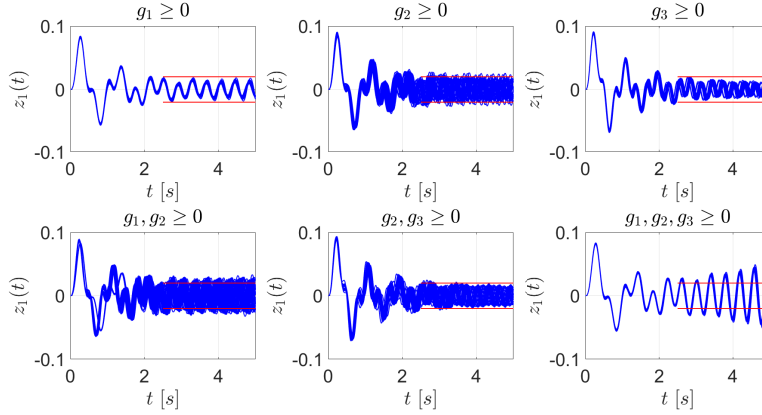 g₁ ≥ 0
g₂ ≥ 0
g₃ ≥ 0
0.1
0
-0.1
z₁(t)
0 2 4
t [s]
0.1
0
-0.1
z₁(t)
0 2 4
t [s]
0.1
0
-0.1
z₁(t)
0 2 4
t [s]
g₁, g₂ ≥ 0
g₂, g₃ ≥ 0
g₁, g₂, g₃ ≥ 0
0.1
0
-0.1
z₁(t)
0 2 4
t [s]
0.1
0
-0.1
z₁(t)
0 2 4
t [s]
0.1
0
-0.1
z₁(t)
0 2 4
t [s]